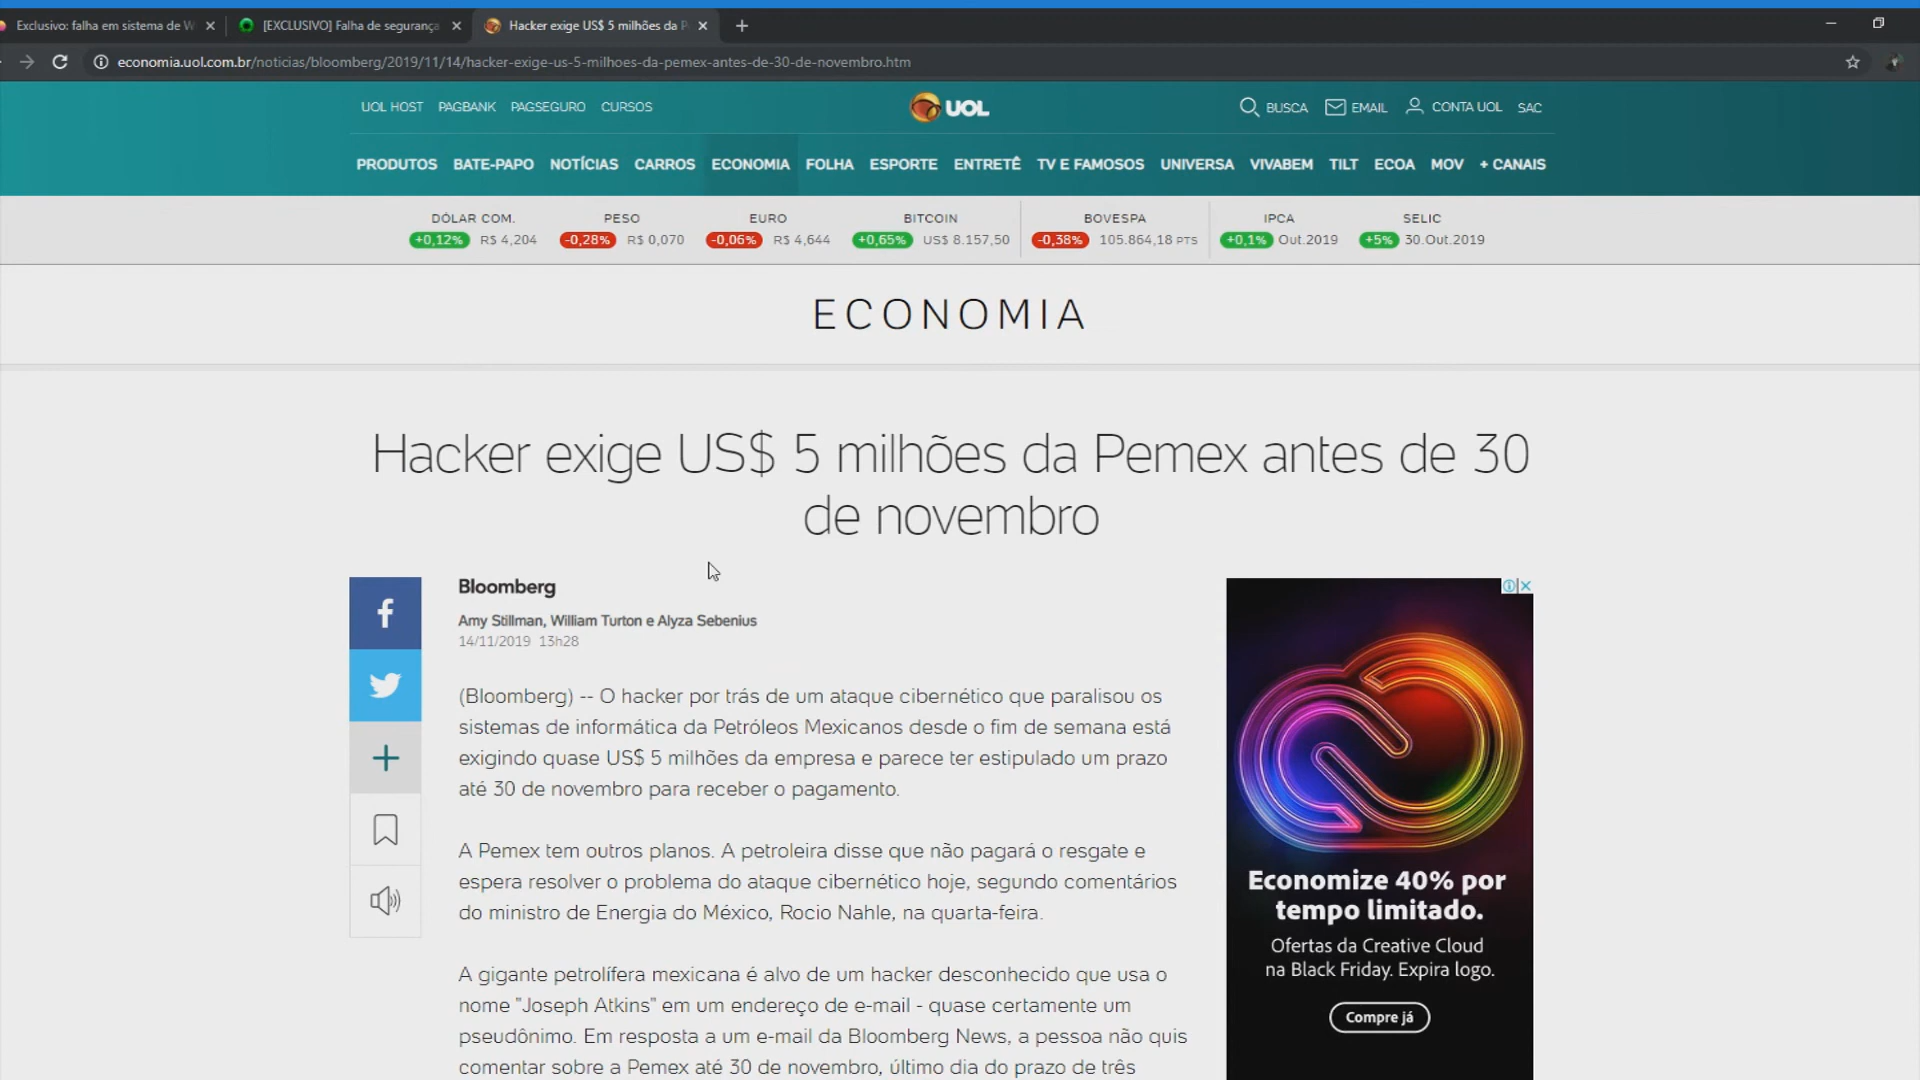 Exclusivo: falha em sistema de W
[EXCLUSIVO] Falha de segurança
Hacker exige US$ 5 milhões da P
economia.uol.com.br/noticias/bloomberg/2019/11/14/hacker-exige-us-5-milhoes-da-pemex-antes-de-30-de-novembro.htm
UOL HOST PAGBANK PAGSEGURO CURSOS
UOL
BUSCA EMAIL CONTA UOL SAC
PRODUTOS BATE-PAPO NOTÍCIAS CARROS ECONOMIA FOLHA ESPORTE ENTRETÊ TV E FAMOSOS UNIVERSA VIVABEM TILT ECOA MOV + CANAIS
DÓLAR COM. PESO EURO BITCOIN BOVESPA IPCA SELIC
+0,12% R$ 4,204 -0,28% R$ 0,070 -0,06% R$ 4,644 +0,65% US$ 8.157,50 -0,38% 105.864,18 PTS +0,1% Out.2019 +5% 30.Out.2019
ECONOMIA
Hacker exige US$ 5 milhões da Pemex antes de 30
de novembro
Bloomberg
Amy Stillman, William Turton e Alyza Sebenius
14/11/2019 13h28
(Bloomberg) -- O hacker por trás de um ataque cibernético que paralisou os
sistemas de informática da Petróleos Mexicanos desde o fim de semana está
exigindo quase US$ 5 milhões da empresa e parece ter estipulado um prazo
até 30 de novembro para receber o pagamento.
A Pemex tem outros planos. A petroleira disse que não pagará o resgate e
espera resolver o problema do ataque cibernético hoje, segundo comentários
do ministro de Energia do México, Rocio Nahle, na quarta-feira.
A gigante petrolífera mexicana é alvo de um hacker desconhecido que usa o
nome "Joseph Atkins" em um endereço de e-mail - quase certamente um
pseudônimo. Em resposta a um e-mail da Bloomberg News, a pessoa não quis
comentar sobre a Pemex até 30 de novembro, último dia do prazo de três
Economize 40% por
tempo limitado.
Ofertas da Creative Cloud
na Black Friday. Expira logo.
Compre já